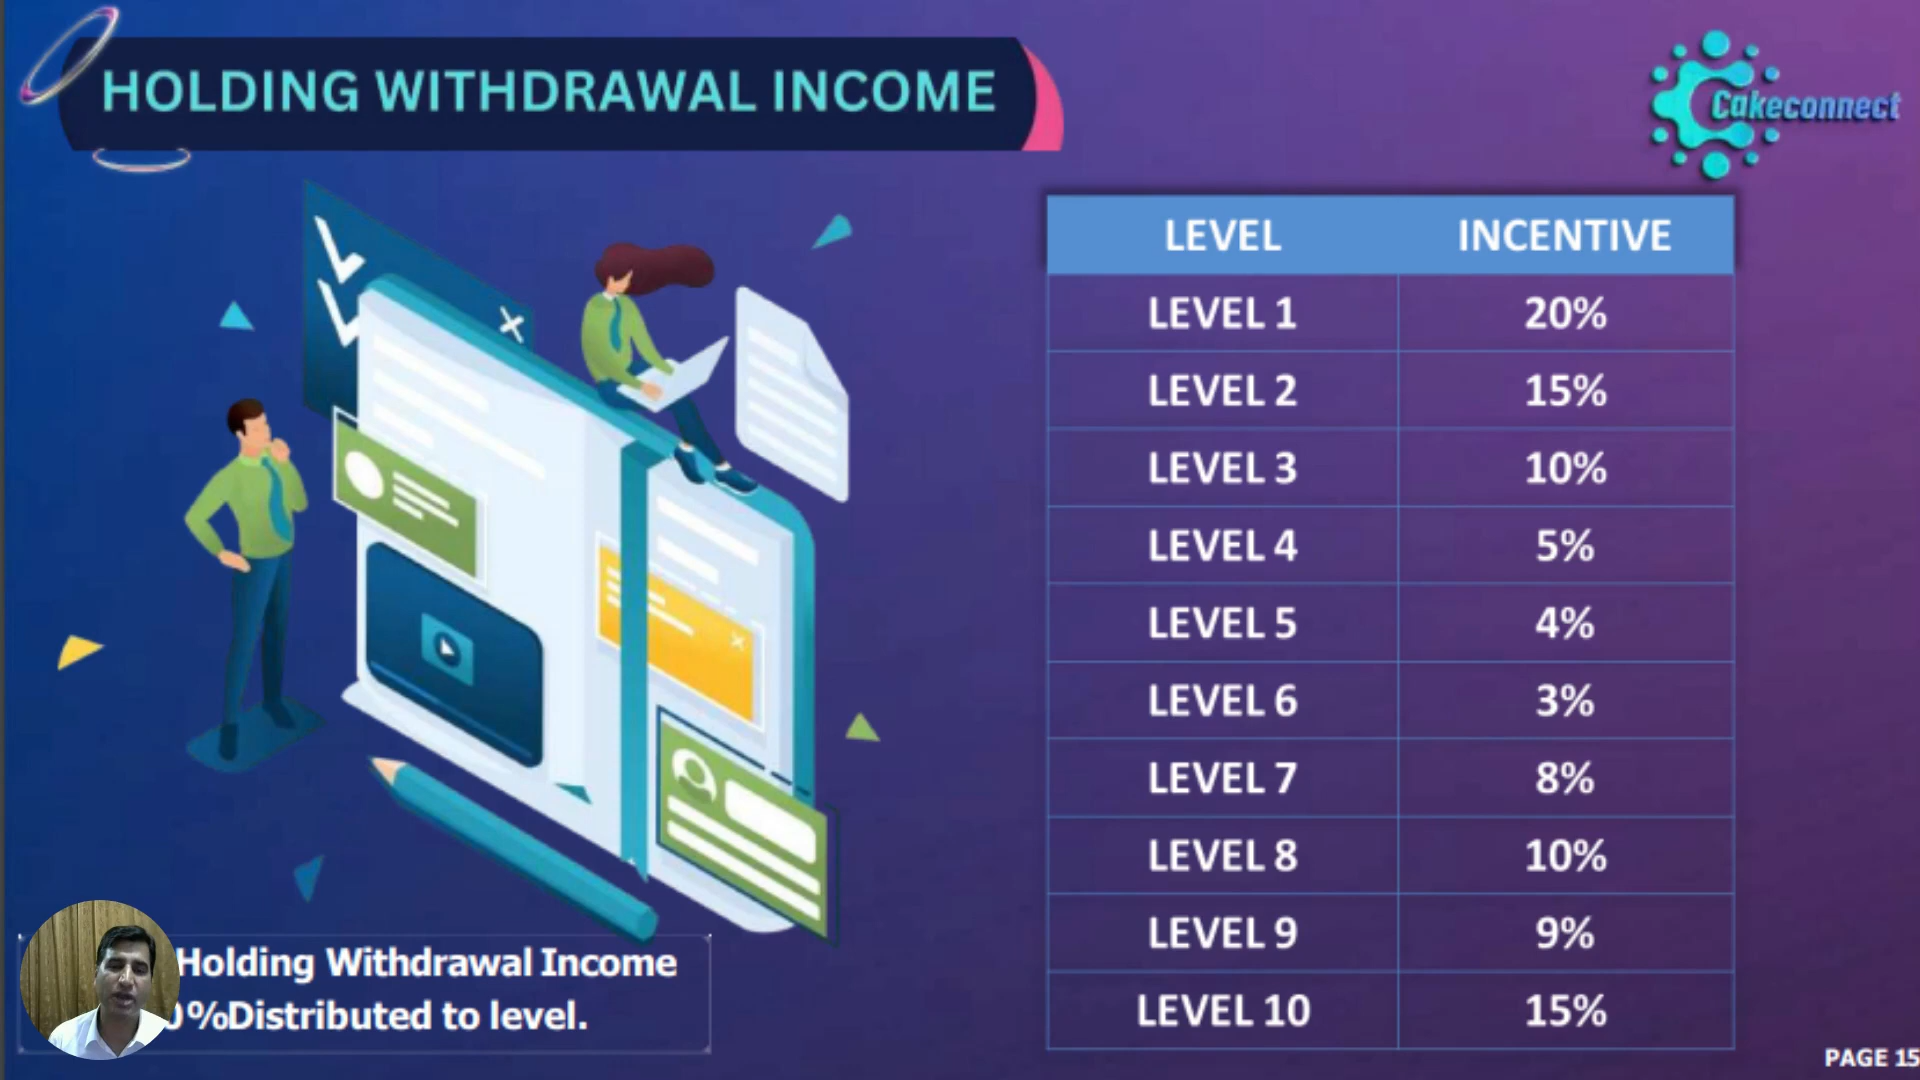 HOLDING WITHDRAWAL INCOME
Cakeconnect
LEVEL INCENTIVE
LEVEL 1 20%
LEVEL 2 15%
LEVEL 3 10%
LEVEL 4 5%
LEVEL 5 4%
LEVEL 6 3%
LEVEL 7 8%
LEVEL 8 10%
LEVEL 9 9%
LEVEL 10 15%
Holding Withdrawal Income
0%Distributed to level.
PAGE 15